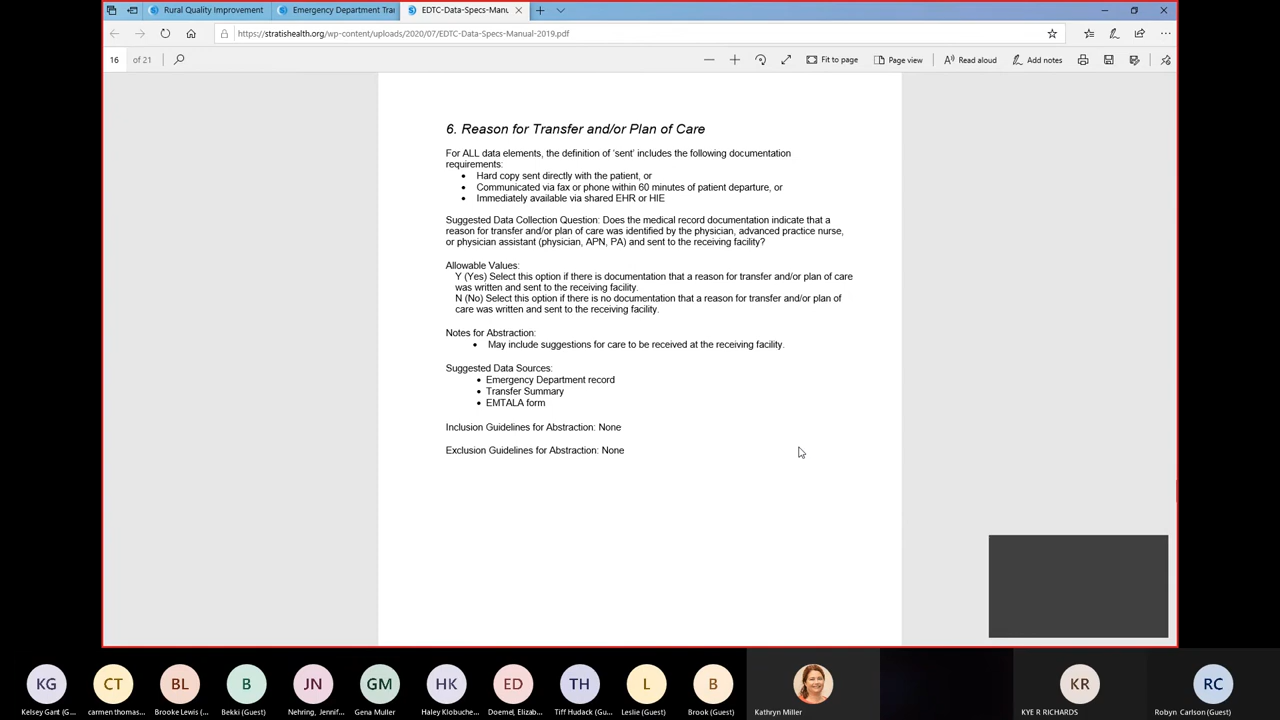 Rural Quality Improvement
Emergency Department Tra
EDTC-Data-Specs-Manu
https://stratishealth.org/wp-content/uploads/2020/07/EDTC-Data-Specs-Manual-2019.pdf
16 of 21
Fit to page
Page view
Read aloud
Add notes
6. Reason for Transfer and/or Plan of Care
For ALL data elements, the definition of 'sent' includes the following documentation
requirements:
• Hard copy sent directly with the patient, or
• Communicated via fax or phone within 60 minutes of patient departure, or
• Immediately available via shared EHR or HIE
Suggested Data Collection Question: Does the medical record documentation indicate that a
reason for transfer and/or plan of care was identified by the physician, advanced practice nurse,
or physician assistant (physician, APN, PA) and sent to the receiving facility?
Allowable Values:
Y (Yes) Select this option if there is documentation that a reason for transfer and/or plan of care
was written and sent to the receiving facility.
N (No) Select this option if there is no documentation that a reason for transfer and/or plan of
care was written and sent to the receiving facility.
Notes for Abstraction:
• May include suggestions for care to be received at the receiving facility.
Suggested Data Sources:
• Emergency Department record
• Transfer Summary
• EMTALA form
Inclusion Guidelines for Abstraction: None
Exclusion Guidelines for Abstraction: None
KG
CT
BL
B
JN
GM
HK
ED
TH
L
B
KR
RC
Kelsey Gant (G...
carmen thomas...
Brooke Lewis (...
Bekki (Guest)
Nehring, Jennif...
Gena Muller
Haley Klobuche...
Doemel, Elizab...
Tiff Hudack (Gu...
Leslie (Guest)
Brook (Guest)
Kathryn Miller
KYE R RICHARDS
Robyn Carlson (Guest)